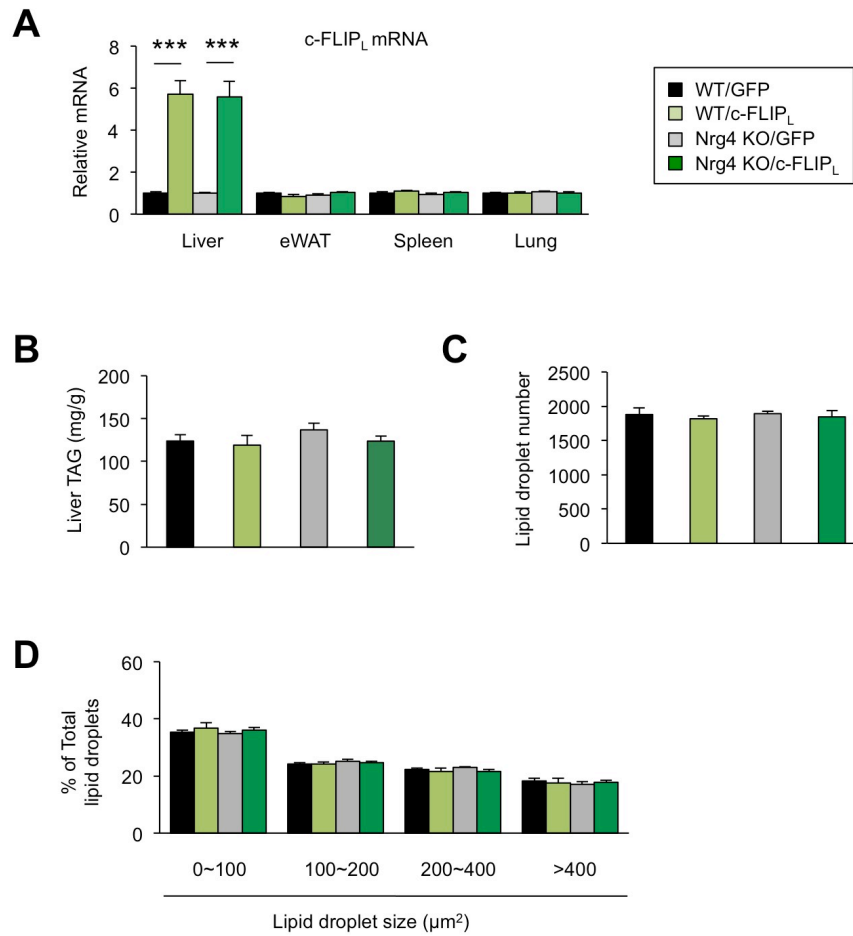 A
c-FLIPL mRNA
***
***
Relative mRNA
8
6
4
2
0
Liver eWAT Spleen Lung
WT/GFP
WT/c-FLIPL
Nrg4 KO/GFP
Nrg4 KO/c-FLIPL
B
Liver TAG (mg/g)
200
150
100
50
0
C
Lipid droplet number
2500
2000
1500
1000
500
0
D
% of Total
lipid droplets
60
40
20
0
0~100 100~200 200~400 >400
Lipid droplet size (µm²)